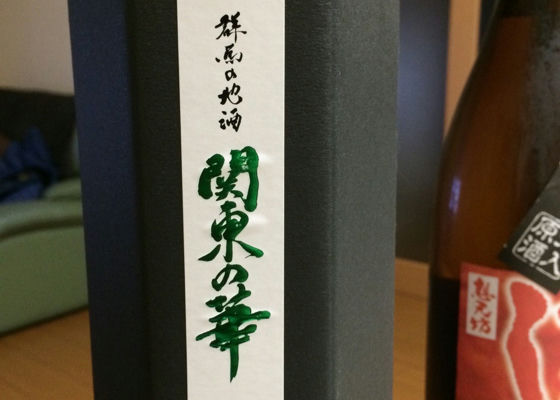 群馬の地酒
関東の華
原酒
入